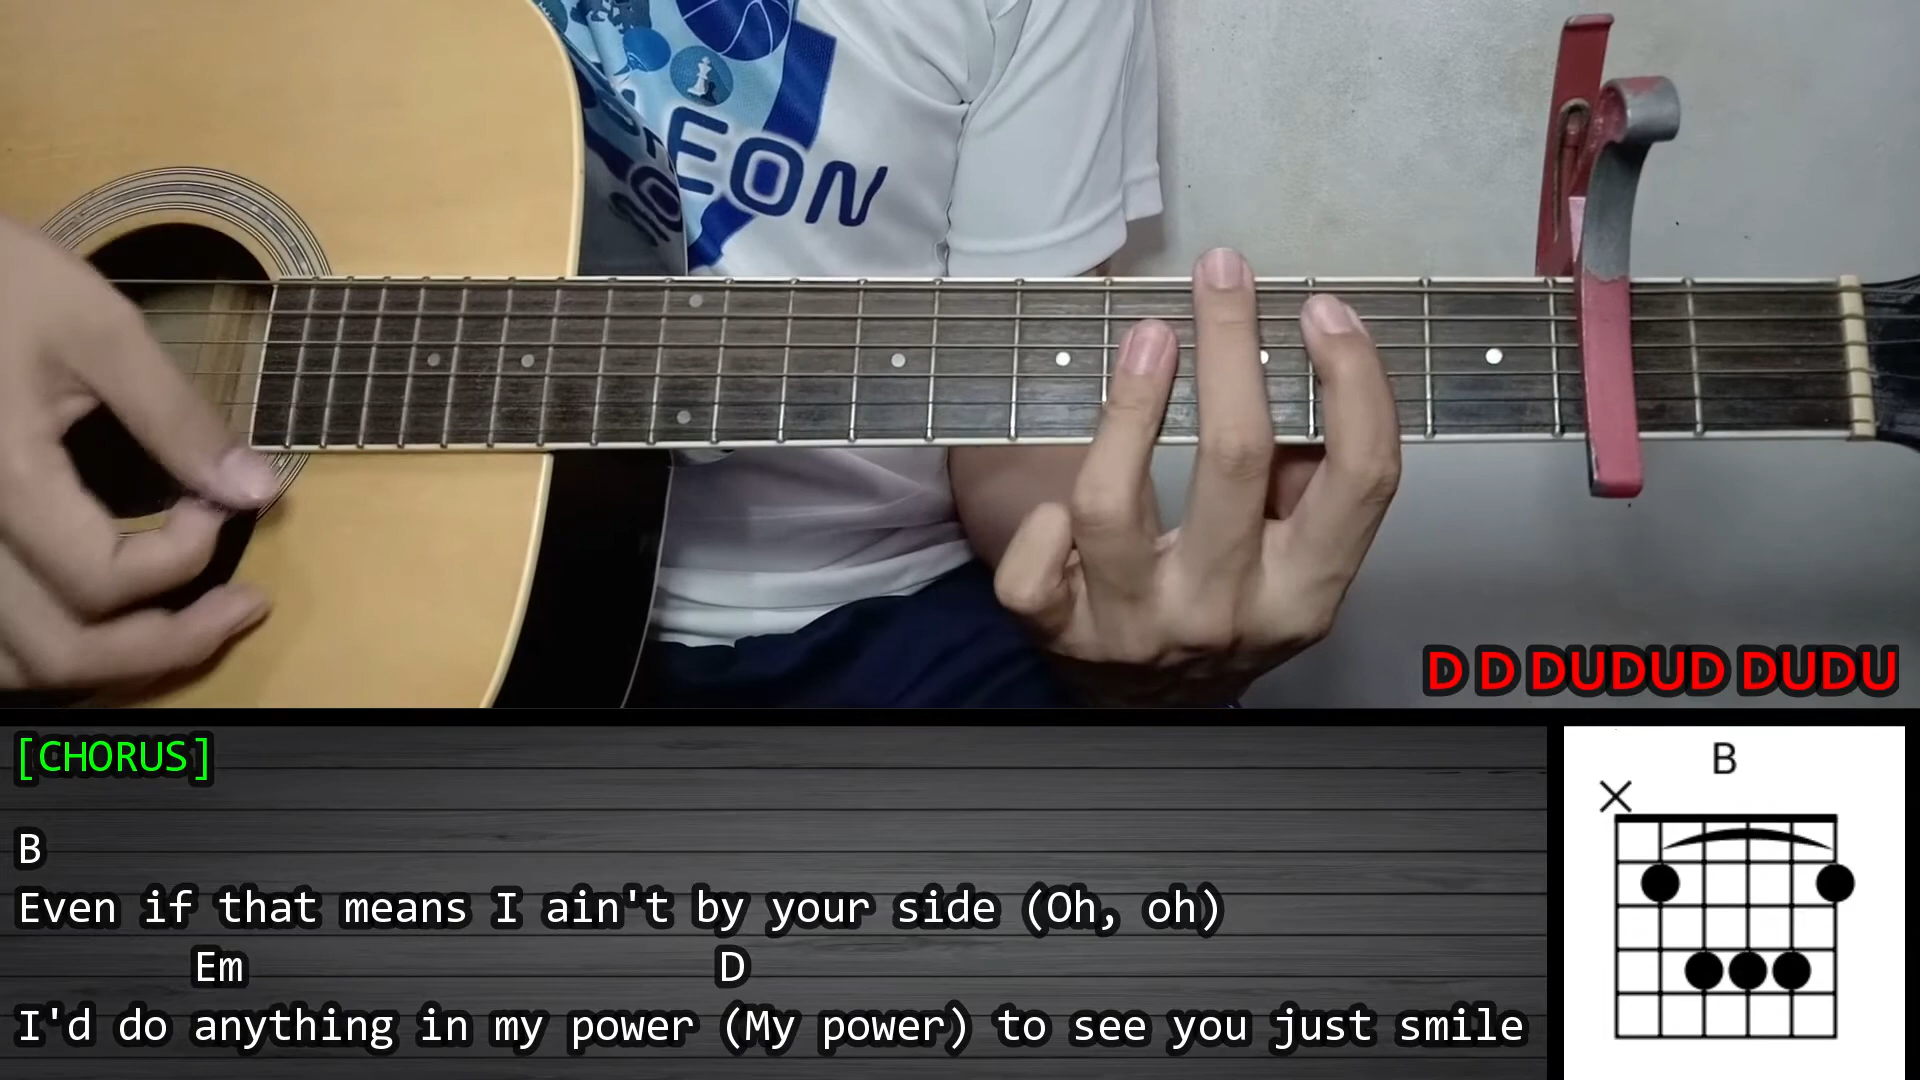 EON
D D DUDUD DUDU
[CHORUS]
B
Even if that means I ain't by your side (Oh, oh)
Em D
I'd do anything in my power (My power) to see you just smile
B